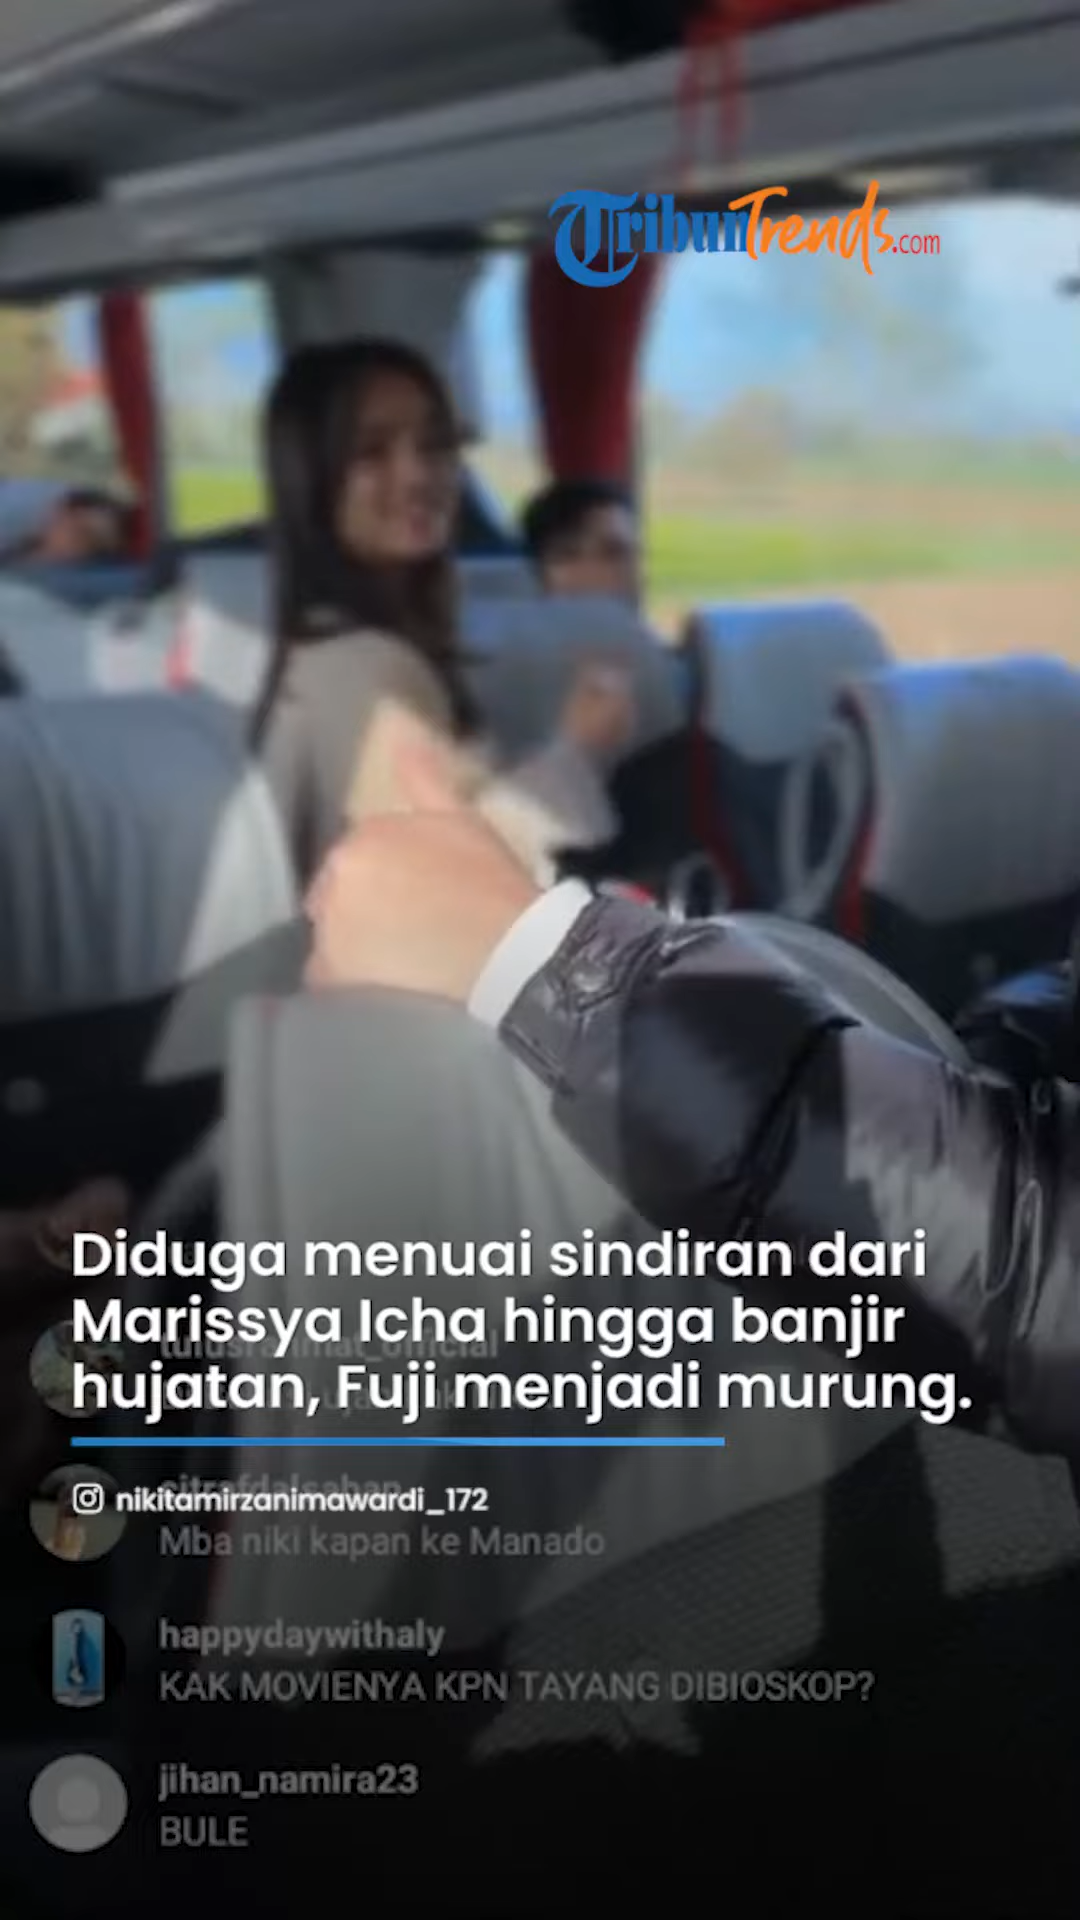 TribunTrends.com
Diduga menuai sindiran dari
Marissya Icha hingga banjir
hujatan, Fuji menjadi murung.
nikitamirzanimawardi_172
Mba niki kapan ke Manado
happydaywithaly
KAK MOVIENYA KPN TAYANG DIBIOSKOP?
jihan_namira23
BULE